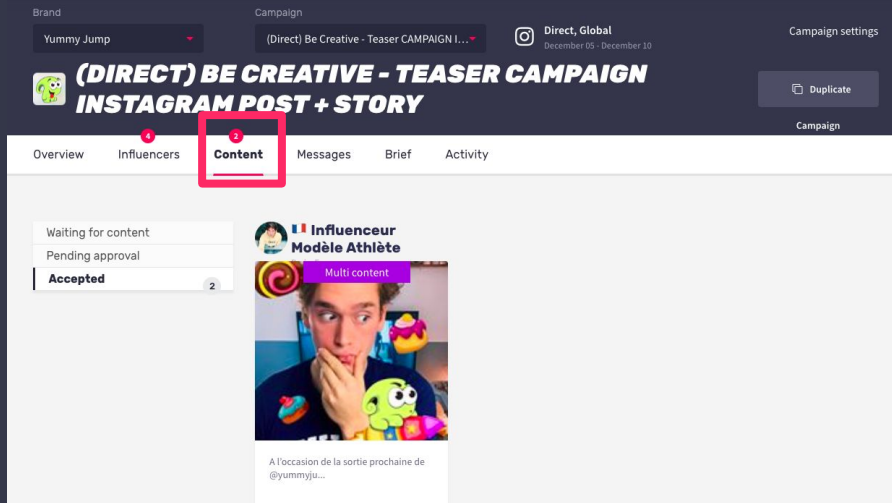 Brand
Campaign
Yummy Jump
(Direct) Be Creative - Teaser CAMPAIGN I...
Direct, Global
December 05 - December 10
Campaign settings
(DIRECT) BE CREATIVE - TEASER CAMPAIGN
INSTAGRAM POST + STORY
Duplicate
Campaign
4
2
Overview
Influencers
Content
Messages
Brief
Activity
Waiting for content
Pending approval
Accepted
2
Influenceur
Modèle Athlète
Multi content
A l'occasion de la sortie prochaine de
@yummyju...